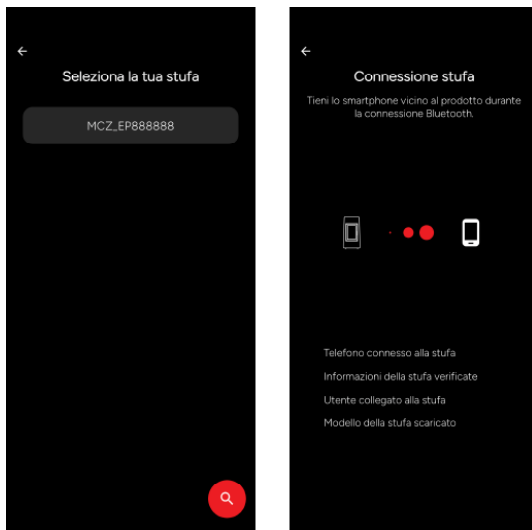 Seleziona la tua stufa
MCZ_EP888888
Connessione stufa
Tieni lo smartphone vicino al prodotto durante
la connessione Bluetooth.
Telefono connesso alla stufa
Informazioni della stufa verificate
Utente collegato alla stufa
Modello della stufa scaricato